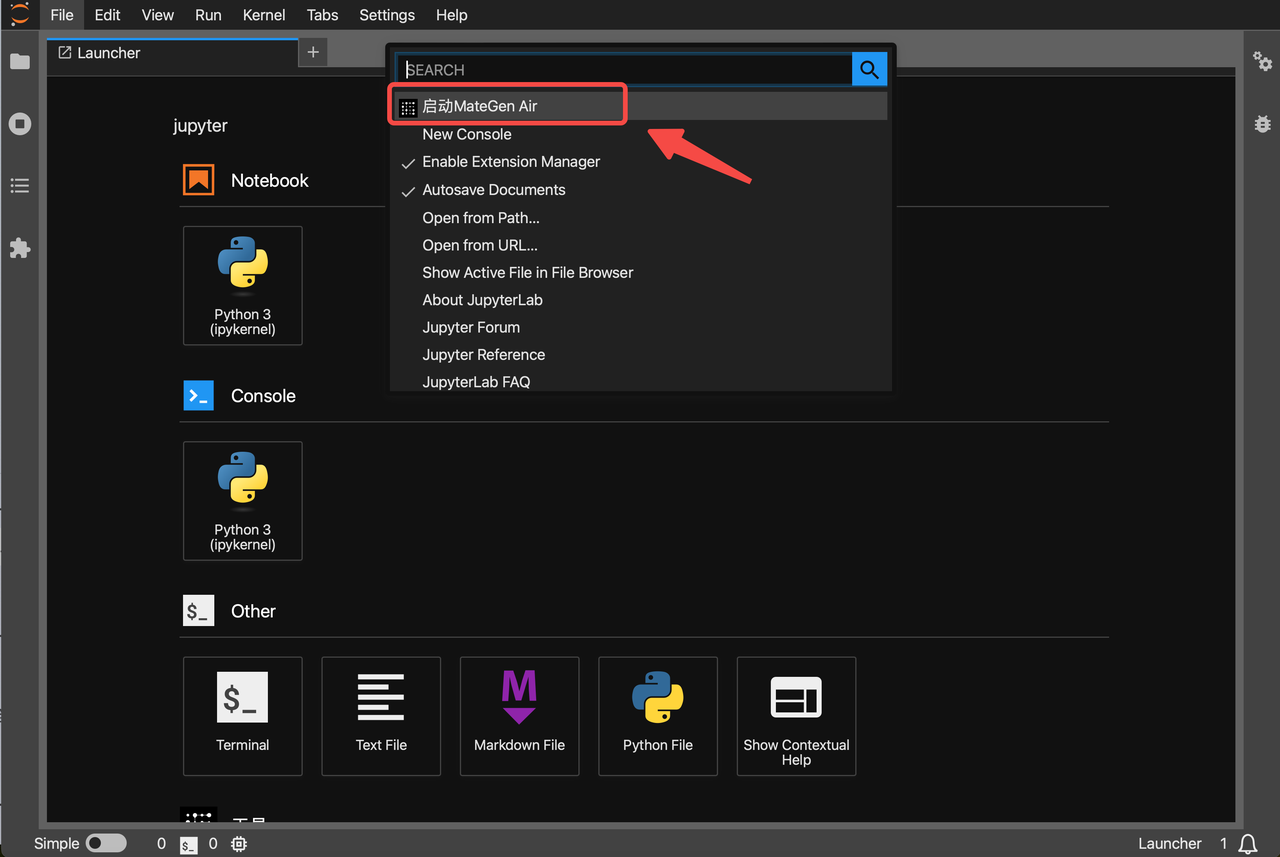 File Edit View Run Kernel Tabs Settings Help
Launcher
SEARCH
启动MateGen Air
New Console
Enable Extension Manager
Autosave Documents
Open from Path...
Open from URL...
Show Active File in File Browser
About JupyterLab
Jupyter Forum
Jupyter Reference
JupyterLab FAQ
jupyter
Notebook
Python 3
(ipykernel)
Console
Python 3
(ipykernel)
$_ Other
$_
Terminal
Text File
M
Markdown File
Python File
Show Contextual
Help
Simple 0 $_ 0 Launcher 1